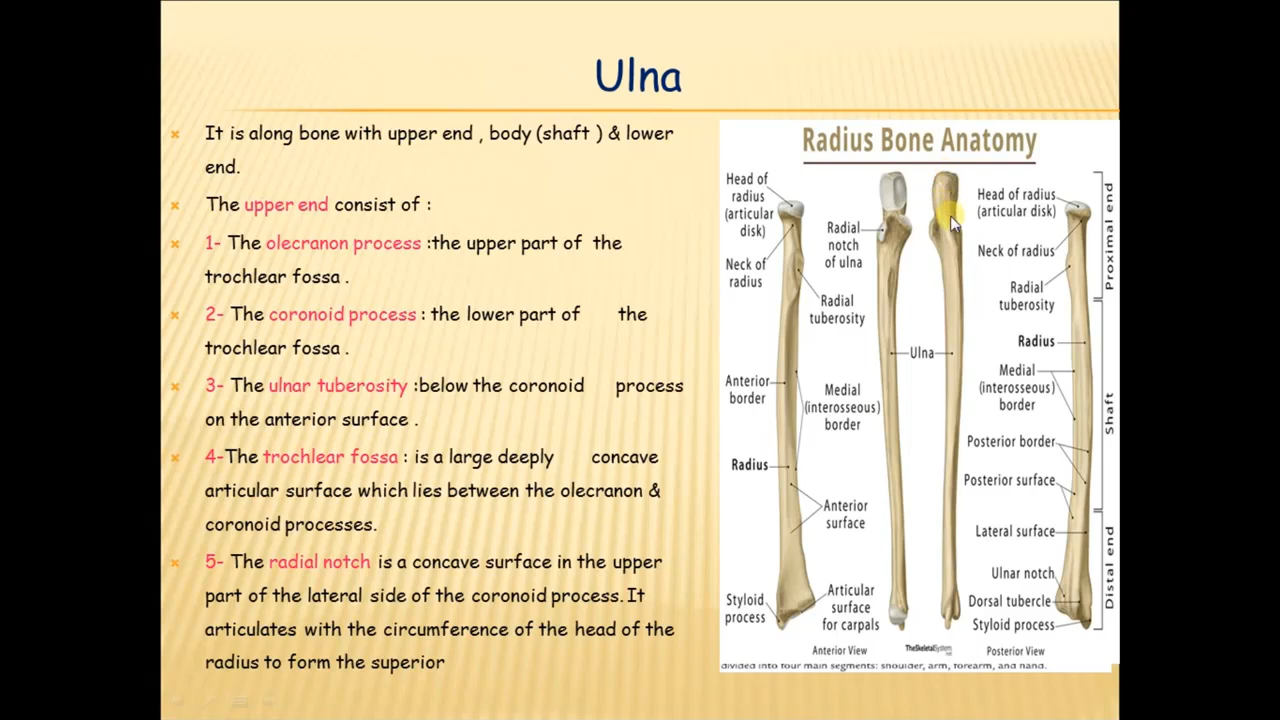 Ulna
It is along bone with upper end , body (shaft ) & lower
end.
The upper end consist of :
1- The olecranon process :the upper part of the
trochlear fossa .
2- The coronoid process : the lower part of the
trochlear fossa .
3- The ulnar tuberosity :below the coronoid process
on the anterior surface .
4-The trochlear fossa : is a large deeply concave
articular surface which lies between the olecranon &
coronoid processes.
5- The radial notch is a concave surface in the upper
part of the lateral side of the coronoid process. It
articulates with the circumference of the head of the
radius to form the superior
Radius Bone Anatomy
Head of
radius
(articular
disk)
Neck of
radius
Radial
notch
of ulna
Radial
tuberosity
Ulna
Anterior
border
Medial
(interosseous)
border
Radius
Anterior
surface
Styloid
process
Articular
surface
for carpals
Anterior View
Head of radius
(articular disk)
Neck of radius
Radial
tuberosity
Radius
Medial
(interosseous)
border
Posterior border
Posterior surface
Lateral surface
Ulnar notch
Dorsal tubercle
Styloid process
Posterior View
Proximal end
Shaft
Distal end
TheSkeletalSystem
.net
divided into four main segments: shoulder, arm, forearm, and hand.